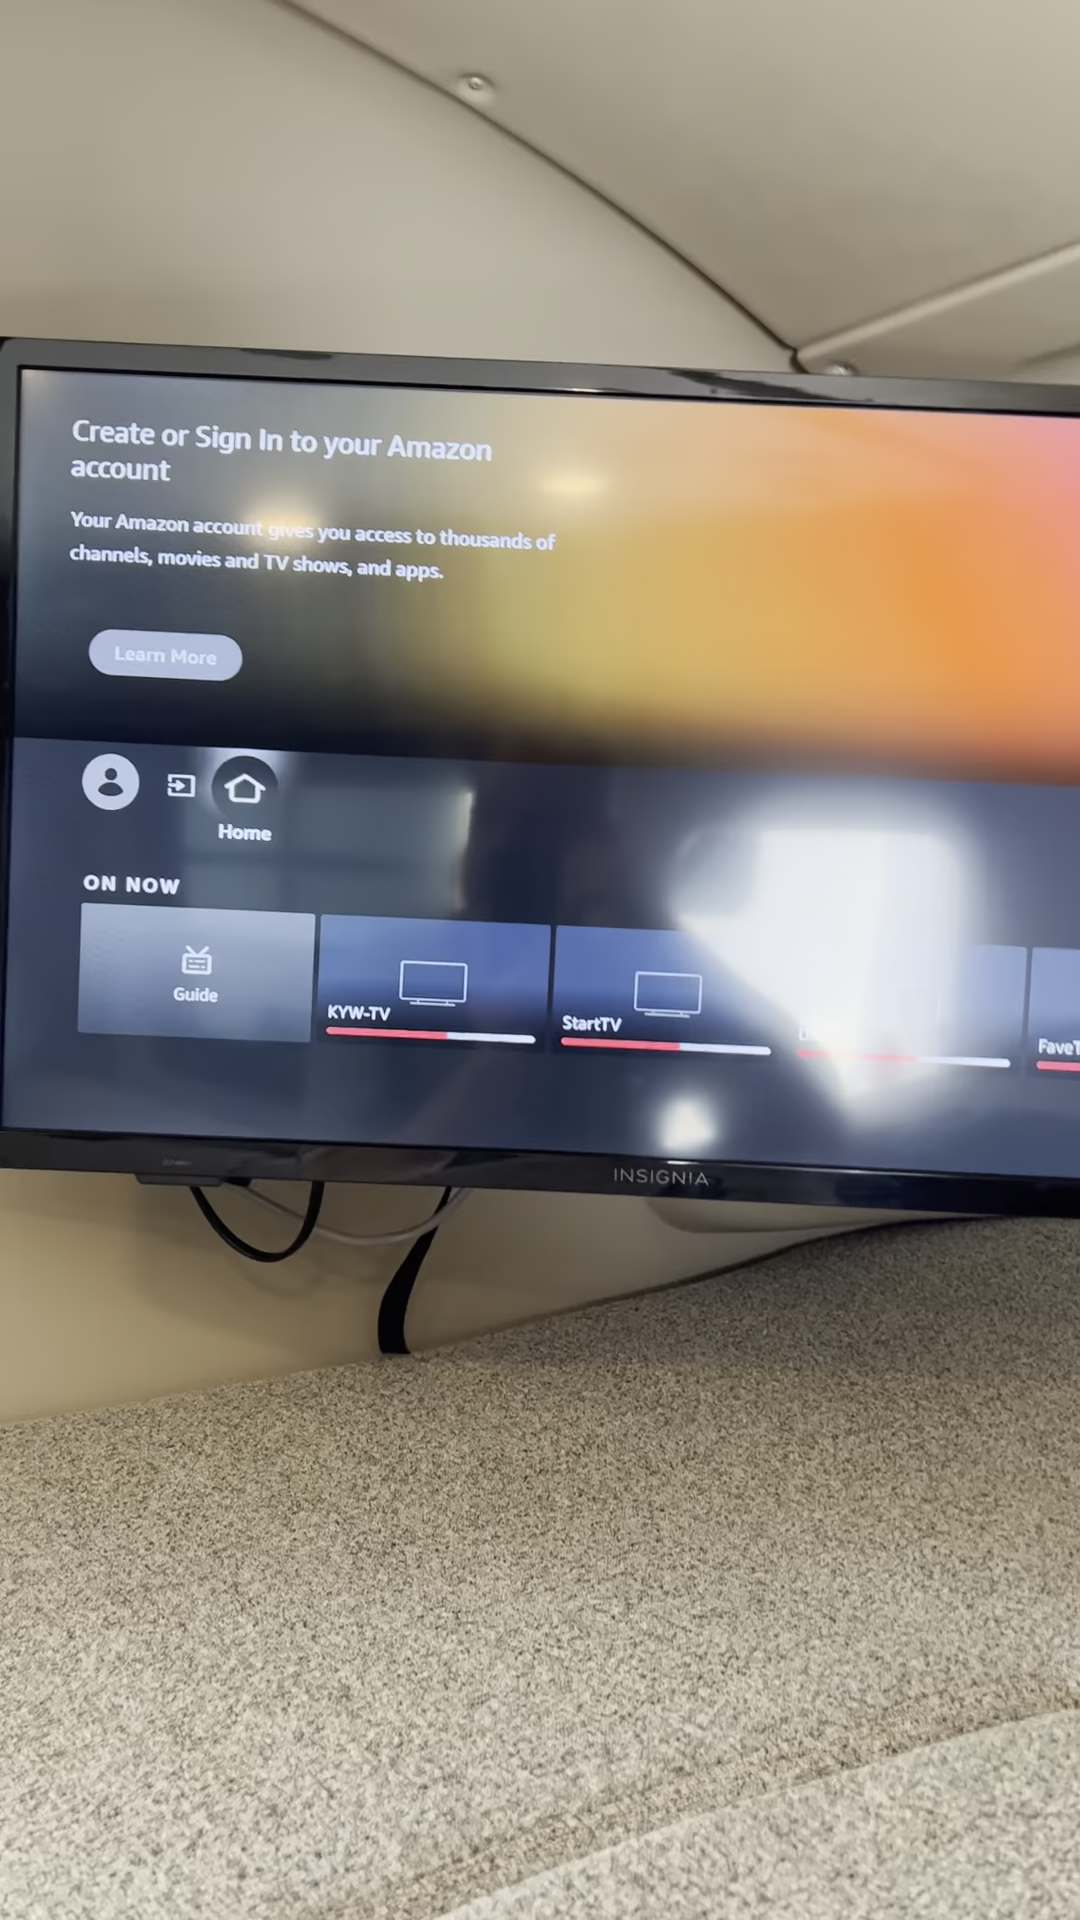 Create or Sign In to your Amazon
account
Your Amazon account gives you access to thousands of
channels, movies and TV shows, and apps.
Learn More
Home
ON NOW
Guide
KYW-TV
StartTV
FaveT
INSIGNIA